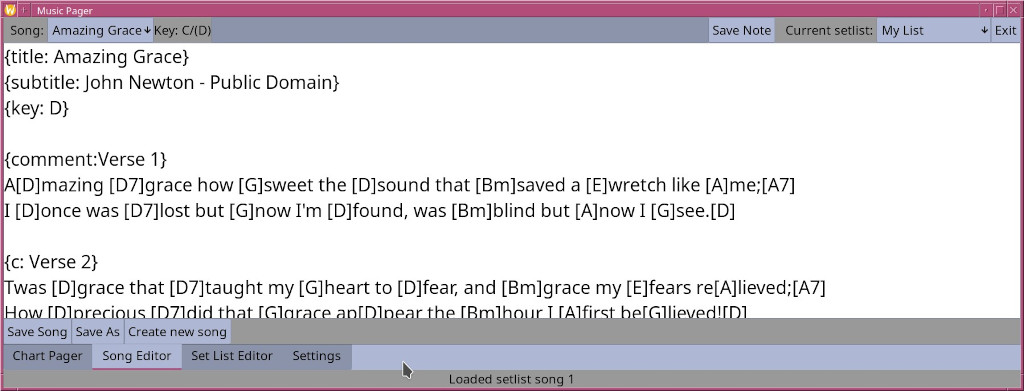 Music Pager
Song: Amazing Grace Key: C/(D) Save Note Current setlist: My List Exit
{title: Amazing Grace}
{subtitle: John Newton - Public Domain}
{key: D}
{comment:Verse 1}
A[D]mazing [D7]grace how [G]sweet the [D]sound that [Bm]saved a [E]wretch like [A]me;[A7]
I [D]once was [D7]lost but [G]now I'm [D]found, was [Bm]blind but [A]now I [G]see.[D]
{c: Verse 2}
Twas [D]grace that [D7]taught my [G]heart to [D]fear, and [Bm]grace my [E]fears re[A]lieved;[A7]
How [D]precious [D7]did that [G]grace ap[D]pear the [Bm]hour I [A]first be[G]lieved![D]
Save Song Save As Create new song
Chart Pager Song Editor Set List Editor Settings
Loaded setlist song 1